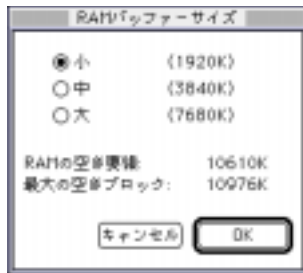 RAMバッファーサイズ
小 (1920K)
中 (3840K)
大 (7680K)
RAMの空き要領: 10610K
最大の空きブロック: 10976K
キャンセル OK